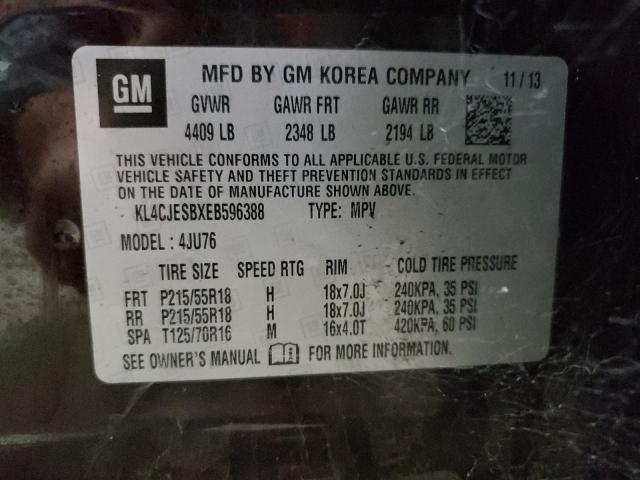 GM MFD BY GM KOREA COMPANY 11/13
GVWR GAWR FRT GAWR RR
4409 LB 2348 LB 2194 LB
THIS VEHICLE CONFORMS TO ALL APPLICABLE U.S. FEDERAL MOTOR
VEHICLE SAFETY AND THEFT PREVENTION STANDARDS IN EFFECT
ON THE DATE OF MANUFACTURE SHOWN ABOVE.
KL4CJESBXEB596388 TYPE: MPV
MODEL : 4JU76
TIRE SIZE SPEED RTG RIM COLD TIRE PRESSURE
FRT P215/55R18 H 18x7.0J 240KPA, 35 PSI
RR P215/55R18 H 18x7.0J 240KPA, 35 PSI
SPA T125/70R16 M 16x4.0T 420KPA, 60 PSI
SEE OWNER'S MANUAL FOR MORE INFORMATION.